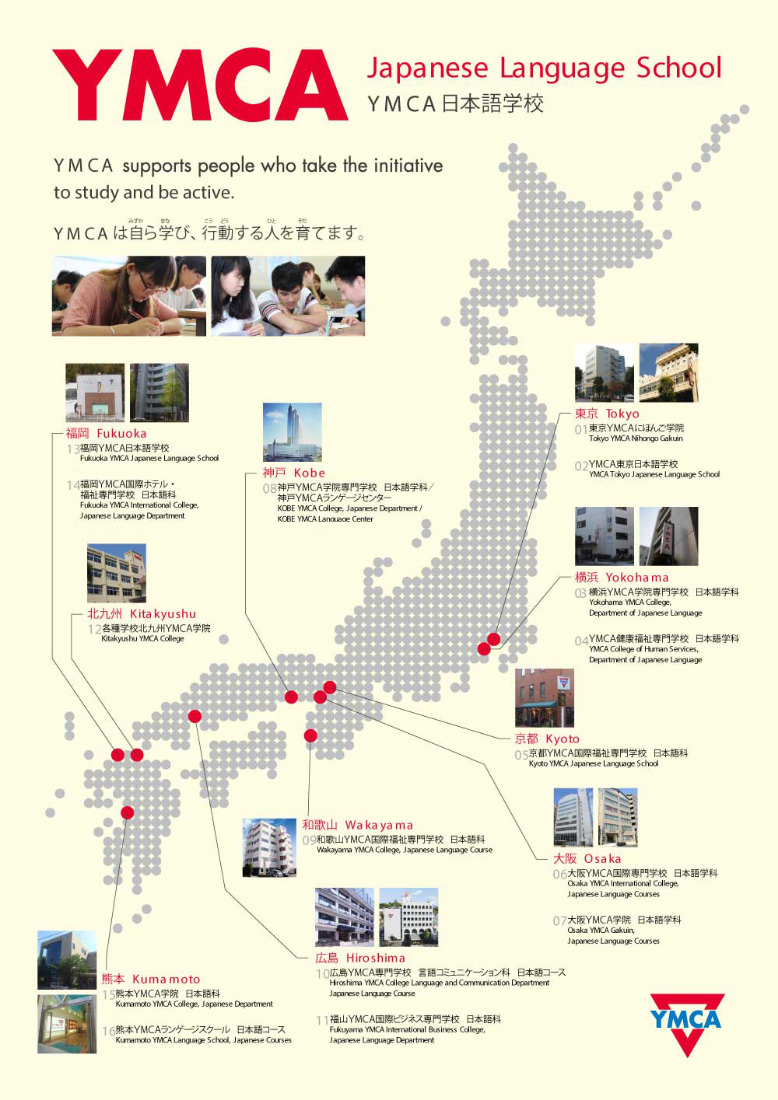 YMCA
Japanese Language School
YMCA 日本語学校
YMCA supports people who take the initiative
to study and be active.
みずか まな こう どう ひと そだ
YMCAは自ら学び、行動する人を育てます。
福岡 Fukuoka
13 福岡YMCA日本語学校
Fukuoka YMCA Japanese Language School
14 福岡YMCA国際ホテル・
福祉専門学校 日本語科
Fukuoka YMCA International College,
Japanese Language Department
北九州 Kitakyushu
12 各種学校北九州YMCA学院
Kitakyushu YMCA College
神戸 Kobe
08 神戸YMCA学院専門学校 日本語学科/
神戸YMCAランゲージセンター
KOBE YMCA College, Japanese Department /
KOBE YMCA Language Center
東京 Tokyo
01 東京YMCAにほんご学院
Tokyo YMCA Nihongo Gakuin
02 YMCA東京日本語学校
YMCA Tokyo Japanese Language School
横浜 Yokohama
03 横浜YMCA学院専門学校 日本語学科
Yokohama YMCA College,
Department of Japanese Language
04 YMCA健康福祉専門学校 日本語学科
YMCA College of Human Services,
Department of Japanese Language
京都 Kyoto
05 京都YMCA国際福祉専門学校 日本語科
Kyoto YMCA Japanese Language School
大阪 Osaka
06 大阪YMCA国際専門学校 日本語学科
Osaka YMCA International College,
Japanese Language Courses
07 大阪YMCA学院 日本語学科
Osaka YMCA Gakuin,
Japanese Language Courses
和歌山 Wakayama
09 和歌山YMCA国際福祉専門学校 日本語科
Wakayama YMCA College, Japanese Language Course
広島 Hiroshima
10 広島YMCA専門学校 言語コミュニケーション科 日本語コース
Hiroshima YMCA College Language and Communication Department
Japanese Language Course
11 福山YMCA国際ビジネス専門学校 日本語科
Fukuyama YMCA International Business College,
Japanese Language Department
熊本 Kumamoto
15 熊本YMCA学院 日本語科
Kumamoto YMCA College, Japanese Department
16 熊本YMCAランゲージスクール 日本語コース
Kumamoto YMCA Language School, Japanese Courses
YMCA